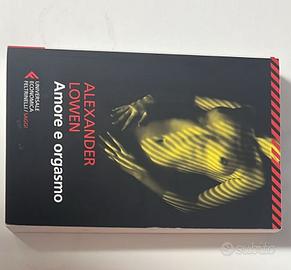 UNIVERSALE
ECONOMICA
FELTRINELLI/SAGGI
ALEXANDER
LOWEN
Amore e orgasmo
subito